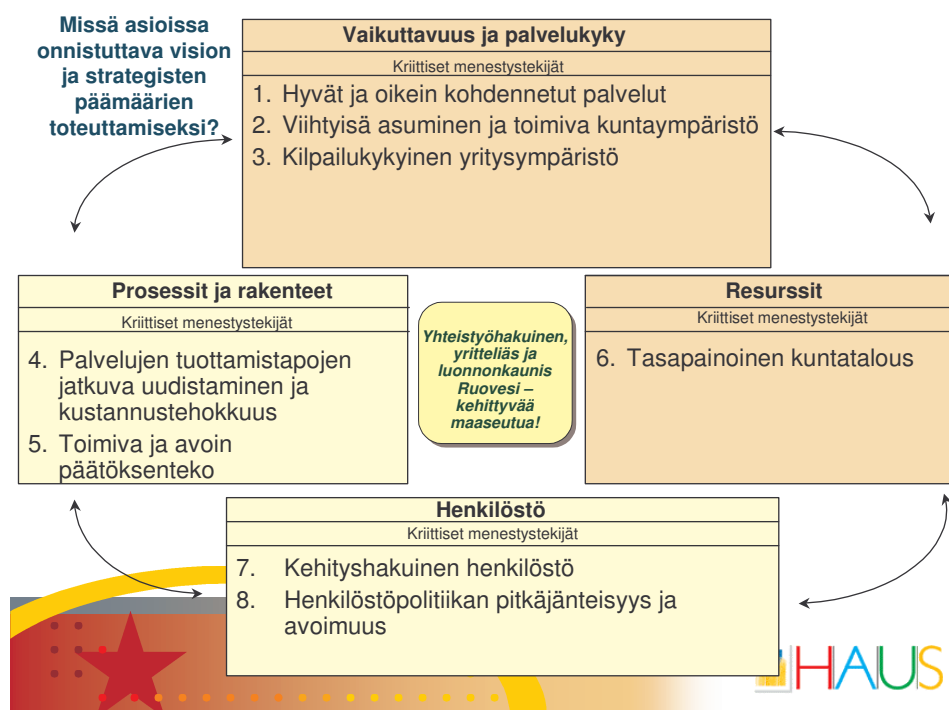 Missä asioissa
onnistuttava vision
ja strategisten
päämäärien
toteuttamiseksi?
Vaikuttavuus ja palvelukyky
Kriittiset menestystekijät
1. Hyvät ja oikein kohdennetut palvelut
2. Viihtyisä asuminen ja toimiva kuntaympäristö
3. Kilpailukykyinen yritysympäristö
Prosessit ja rakenteet
Kriittiset menestystekijät
4. Palvelujen tuottamistapojen
jatkuva uudistaminen ja
kustannustehokkuus
5. Toimiva ja avoin
päätöksenteko
Yhteistyöhakuinen,
yritteliäs ja
luonnonkaunis
Ruovesi –
kehittyvää
maaseutua!
Resurssit
Kriittiset menestystekijät
6. Tasapainoinen kuntatalous
Henkilöstö
Kriittiset menestystekijät
7. Kehityshakuinen henkilöstö
8. Henkilöstöpolitiikan pitkäjänteisyys ja
avoimuus
HAUS